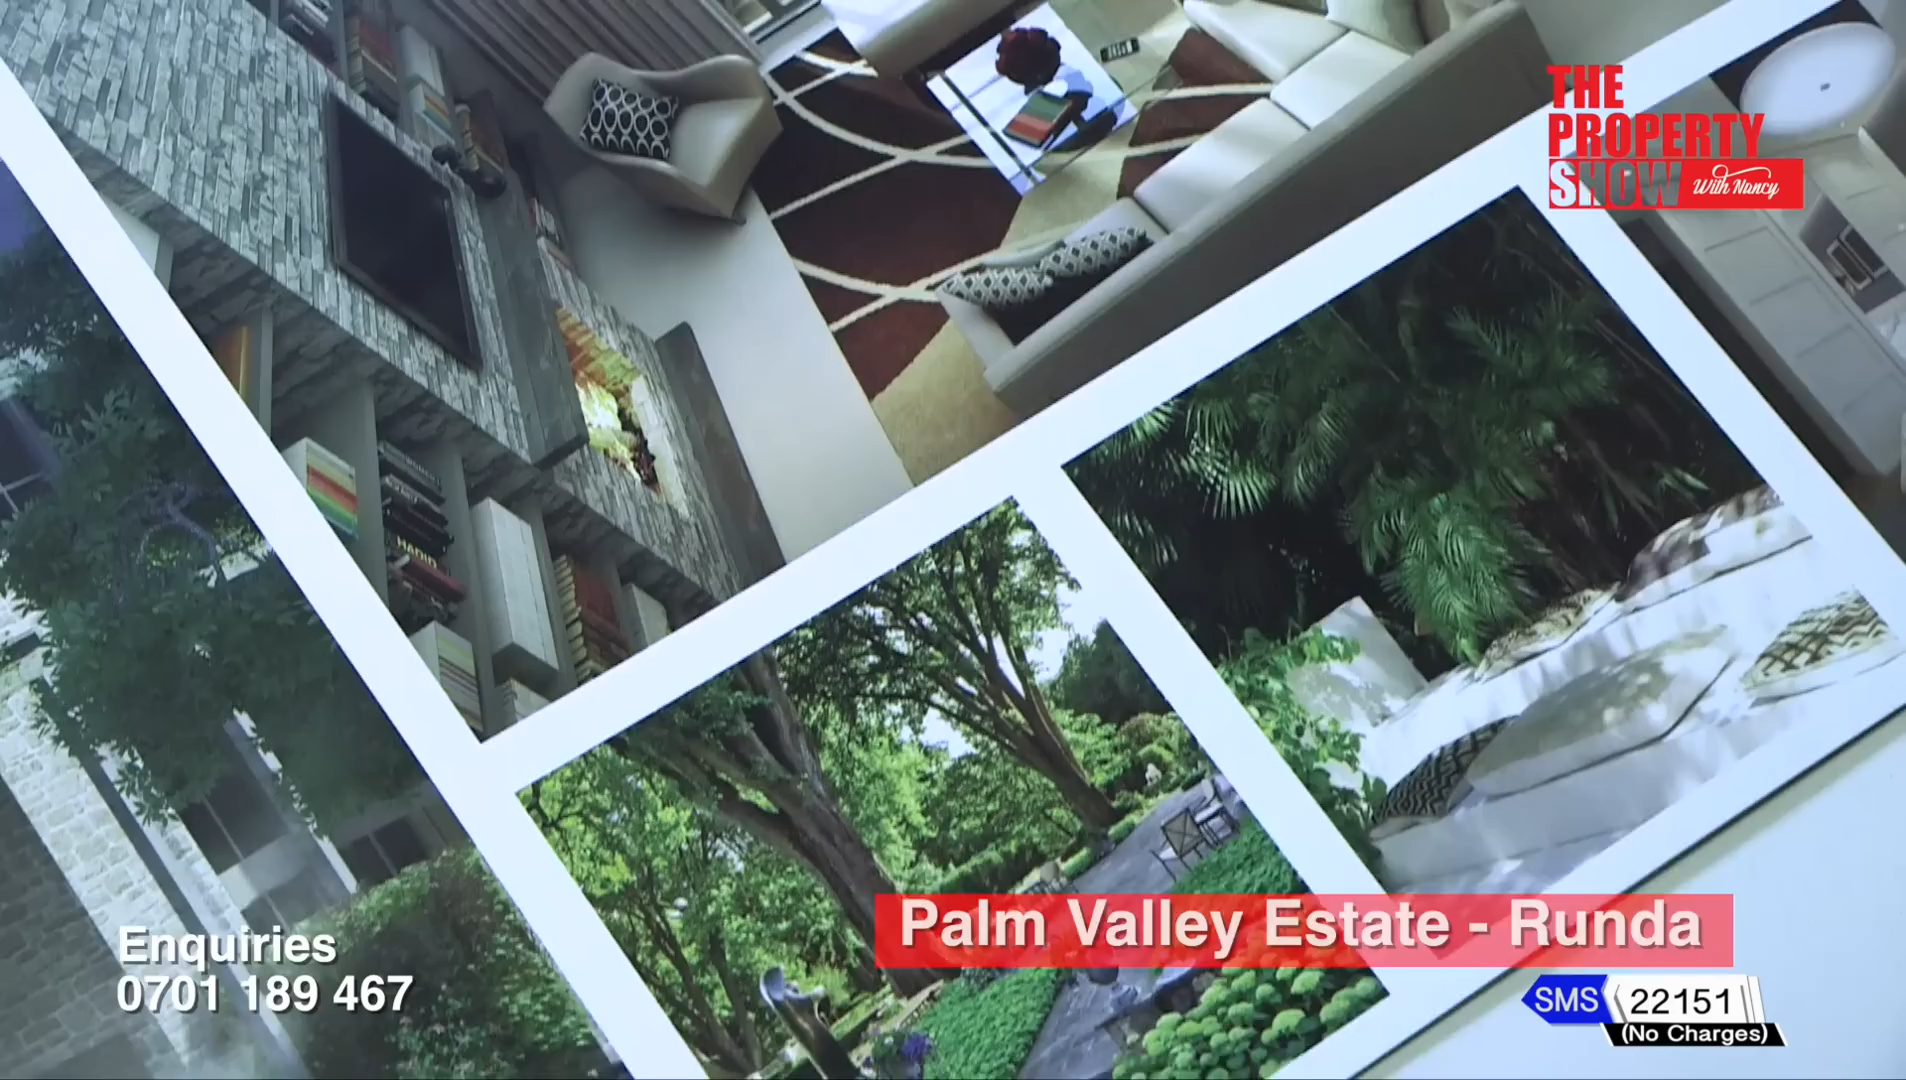 THE
PROPERTY
SHOW With Nancy
Enquiries
0701 189 467
Palm Valley Estate - Runda
SMS 22151
(No Charges)